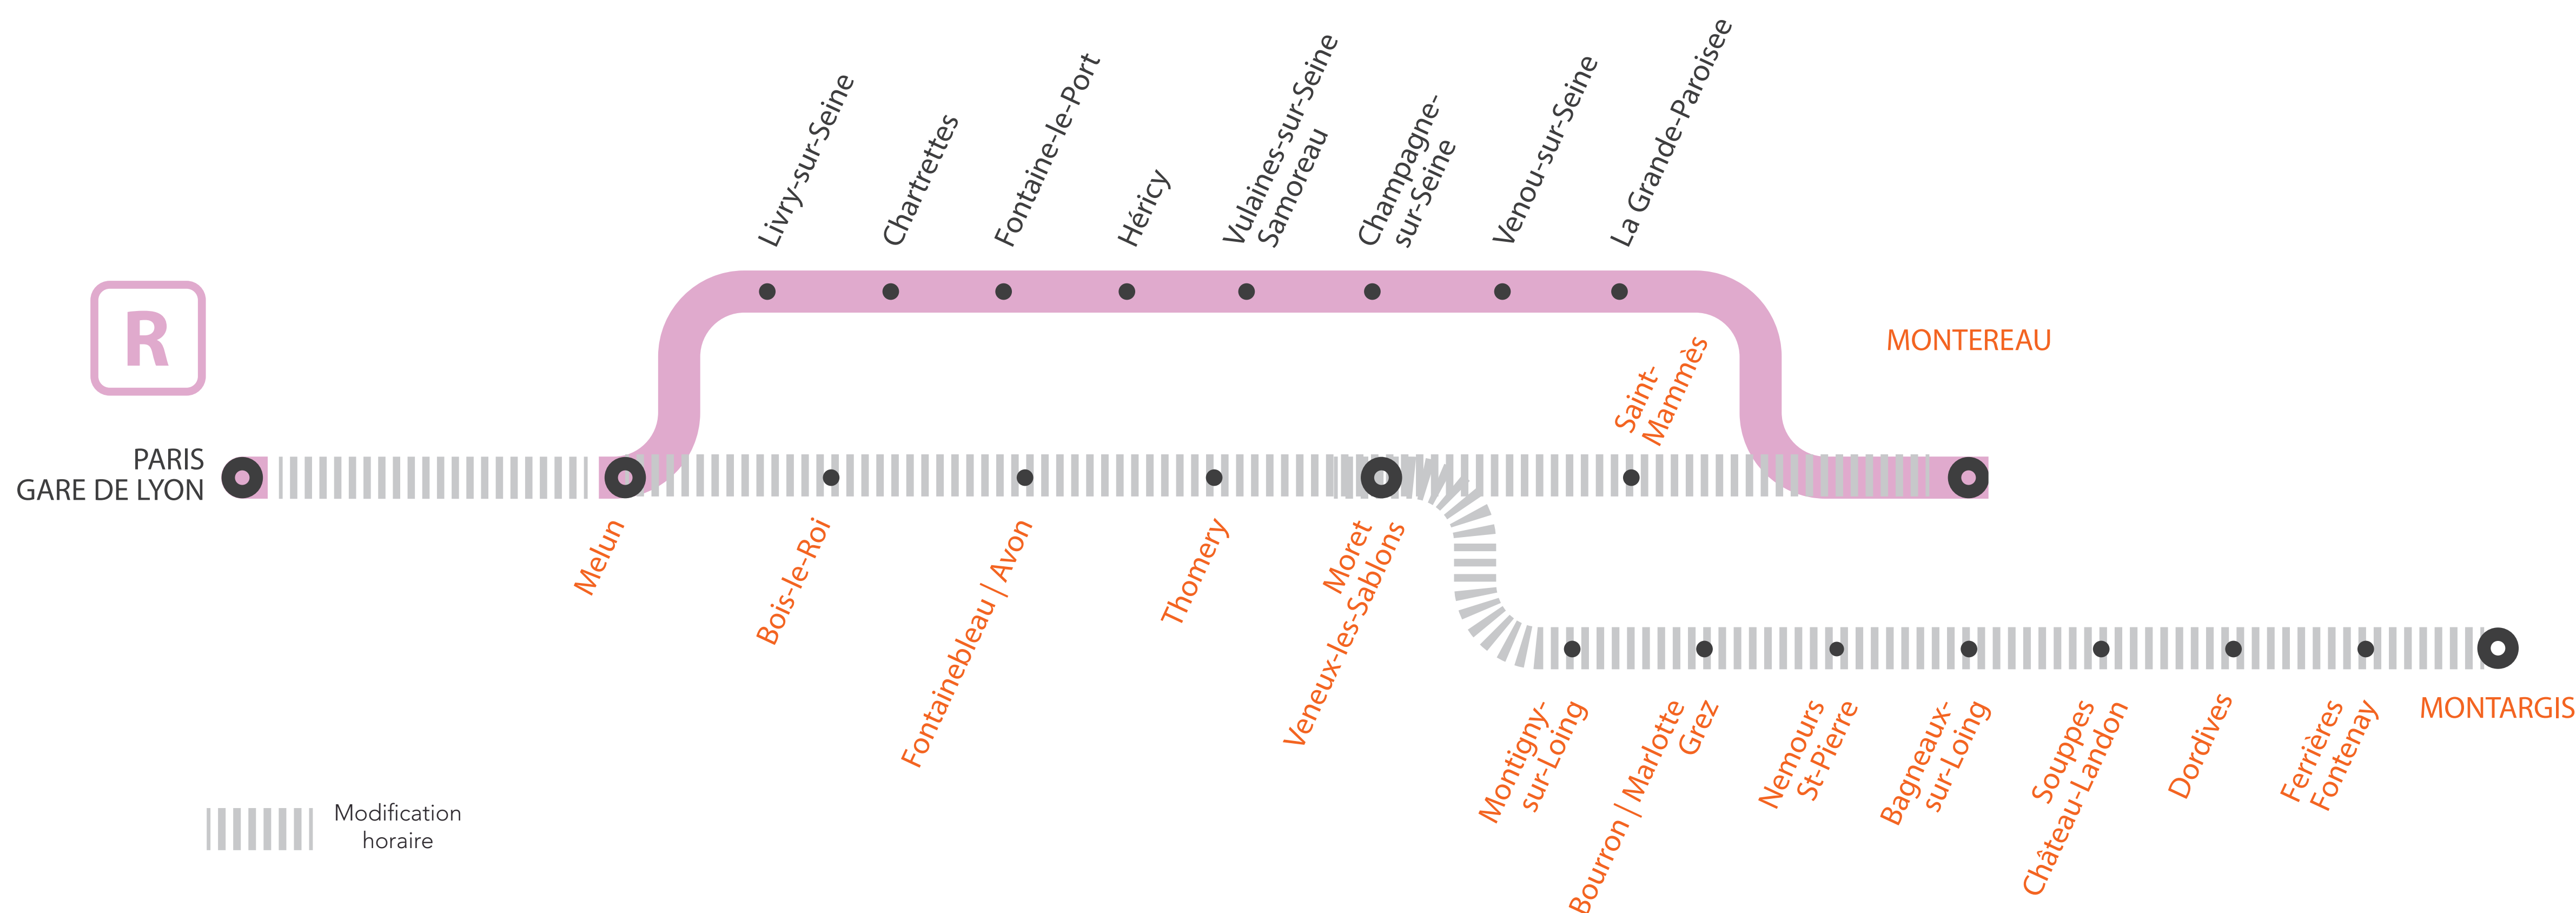 Livry-sur-Seine
Chartrettes
Fontaine-le-Port
Héricy
Vulaines-sur-Seine
Samoreau
Champagne-
sur-Seine
Venou-sur-Seine
La Grande-Paroisee
R
MONTEREAU
Saint-
Mammès
PARIS
GARE DE LYON
Melun
Bois-le-Roi
Fontainebleau | Avon
Thomery
Moret
Veneux-les-Sablons
Montigny-
sur-Loing
Bourron | Marlotte
Grez
Nemours
St-Pierre
Bagneaux-
sur-Loing
Souppes
Château-Landon
Dordives
Ferrières
Fontenay
MONTARGIS
Modification
horaire